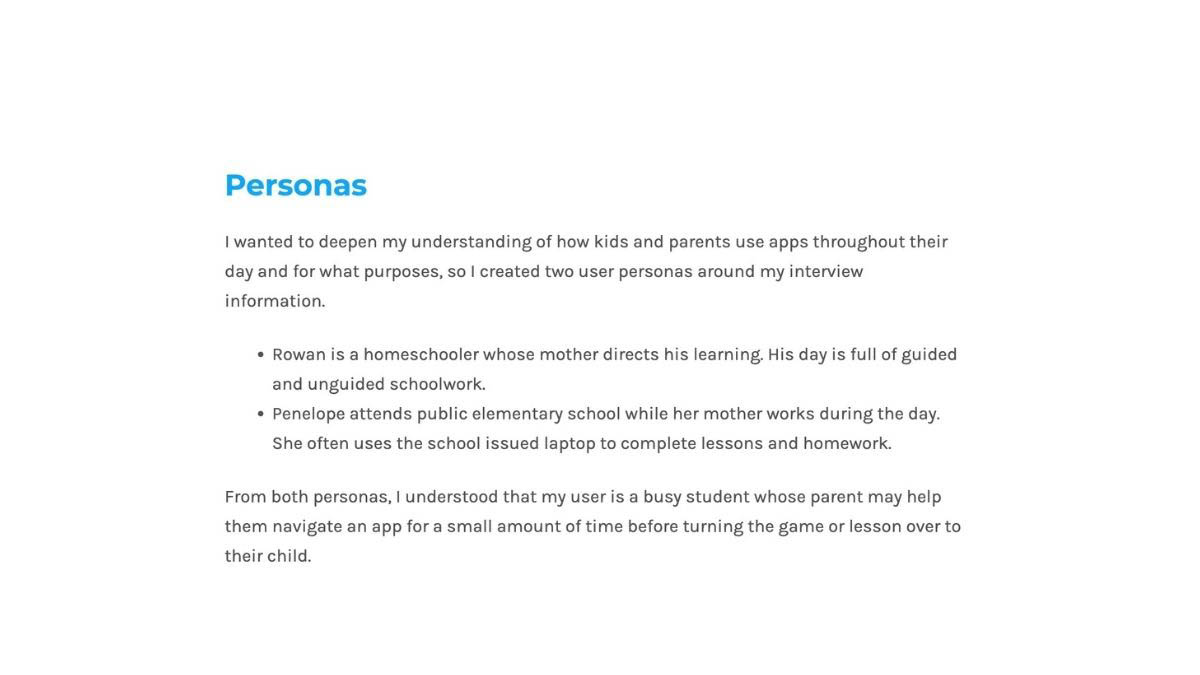 Personas
I wanted to deepen my understanding of how kids and parents use apps throughout their
day and for what purposes, so I created two user personas around my interview
information.
• Rowan is a homeschooler whose mother directs his learning. His day is full of guided
and unguided schoolwork.
• Penelope attends public elementary school while her mother works during the day.
She often uses the school issued laptop to complete lessons and homework.
From both personas, I understood that my user is a busy student whose parent may help
them navigate an app for a small amount of time before turning the game or lesson over to
their child.